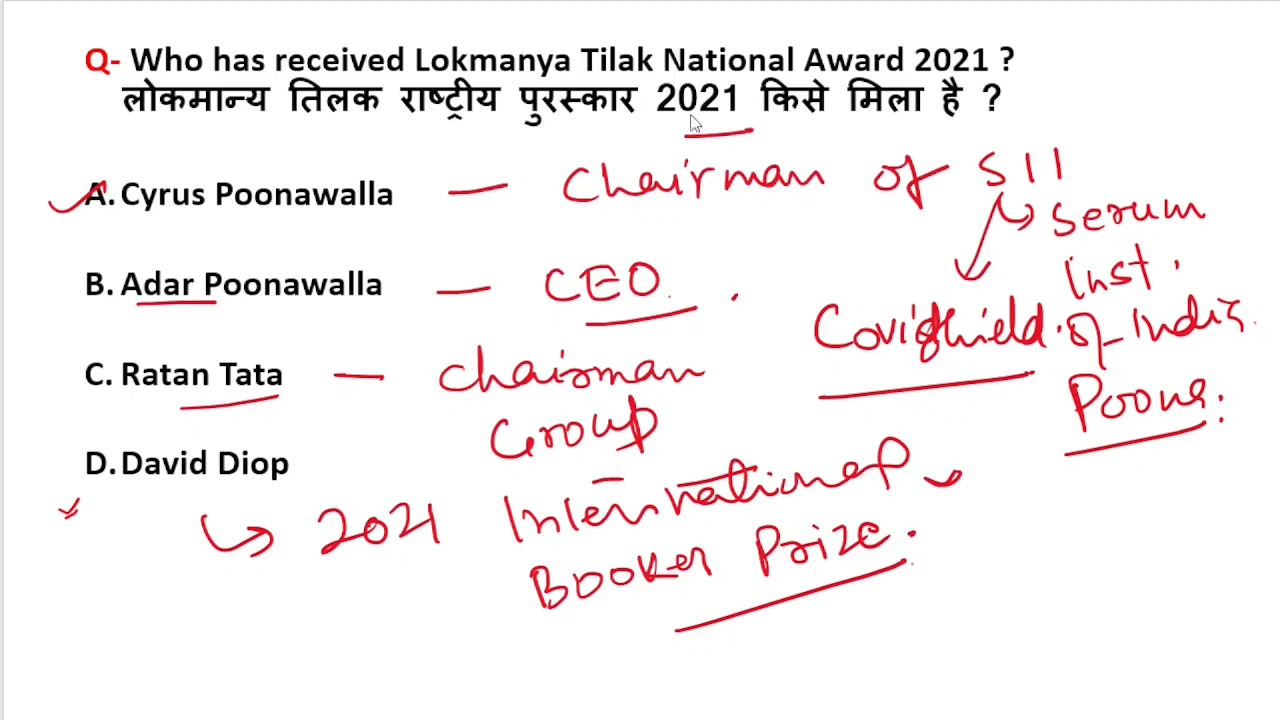 Q- Who has received Lokmanya Tilak National Award 2021 ?
लोकमान्य तिलक राष्ट्रीय पुरस्कार 2021 किसे मिला है ?
A. Cyrus Poonawalla — Chairman of SII
Serum
Inst.
of India.
Poona.
Covidshield.
B. Adar Poonawalla — CEO.
C. Ratan Tata — Chairman
Group
D. David Diop
2021 International
Booker Prize.